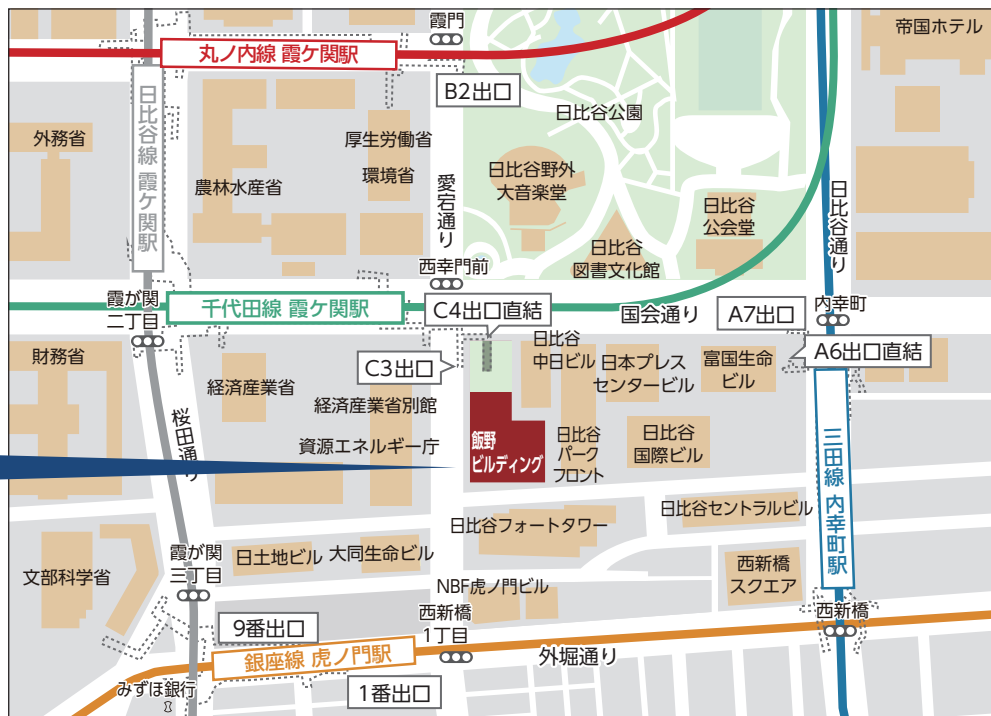 霞門
帝国ホテル
丸ノ内線 霞ケ関駅
B2出口
日比谷公園
外務省
日比谷線 霞ケ関駅
厚生労働省
環境省
農林水産省
愛宕通り
日比谷野外
大音楽堂
日比谷
公会堂
日比谷通り
日比谷
図書文化館
西幸門前
霞が関
二丁目
千代田線 霞ケ関駅
C4出口直結
国会通り
A7出口
内幸町
財務省
C3出口
日比谷
中日ビル
日本プレス
センタービル
富国生命
ビル
A6出口直結
経済産業省
経済産業省別館
資源エネルギー庁
桜田通り
飯野
ビルディング
日比谷
パーク
フロント
日比谷
国際ビル
三田線 内幸町駅
日比谷フォートタワー
日比谷セントラルビル
霞が関
三丁目
日土地ビル
大同生命ビル
文部科学省
NBF虎ノ門ビル
西新橋
スクエア
西新橋
1丁目
西新橋
9番出口
銀座線 虎ノ門駅
外堀通り
みずほ銀行
1番出口